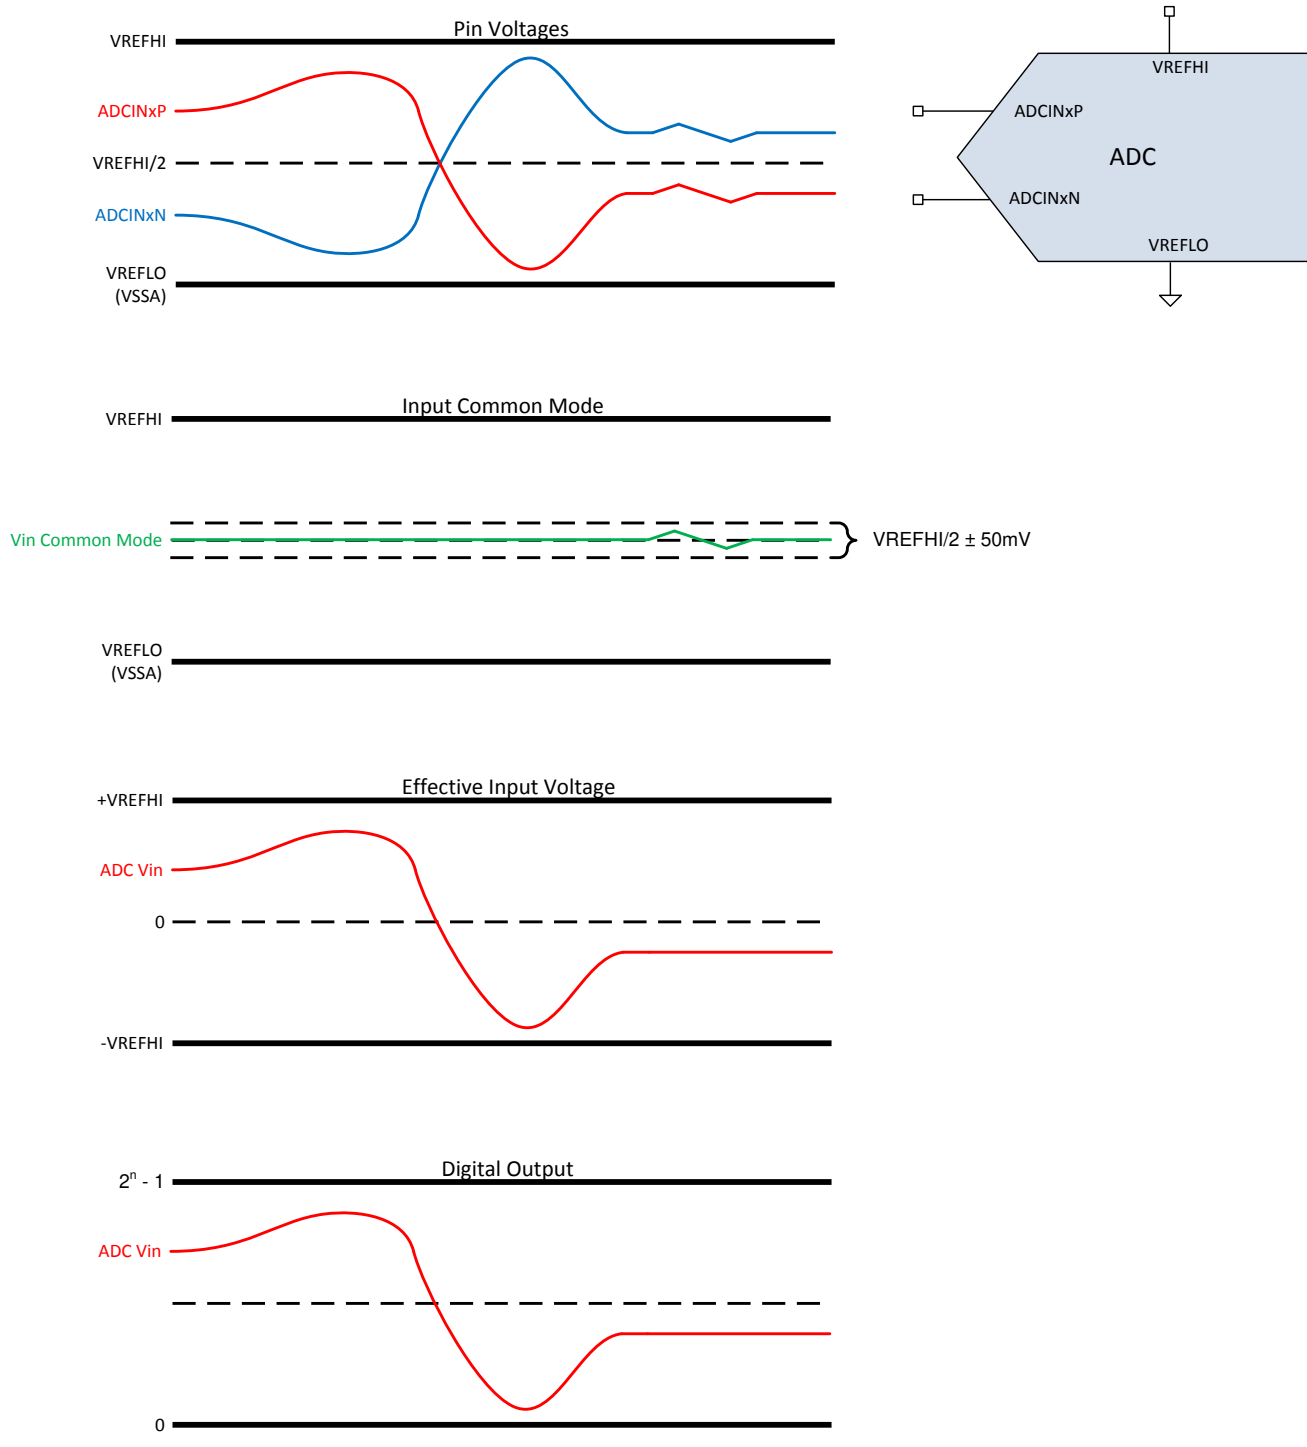 Pin Voltages
VREFHI
ADCINxP
VREFHI/2
ADCINxN
VREFLO
(VSSA)
VREFHI
ADCINxP
ADC
ADCINxN
VREFLO
Input Common Mode
VREFHI
Vin Common Mode
VREFHI/2 ± 50mV
VREFLO
(VSSA)
Effective Input Voltage
+VREFHI
ADC Vin
0
-VREFHI
Digital Output
2ⁿ - 1
ADC Vin
0